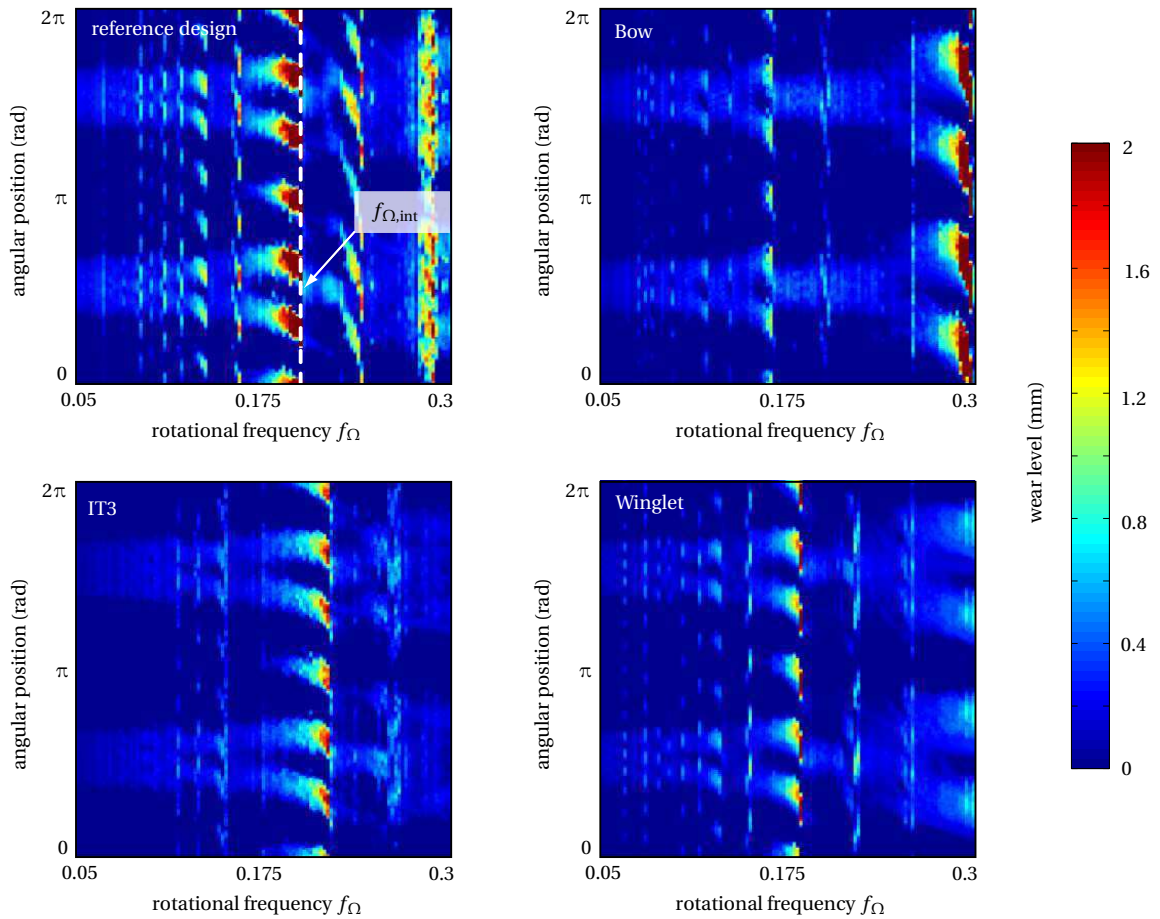 2π
reference design
π
f_Ω,int
0
0.05
0.175
0.3
rotational frequency f_Ω
angular position (rad)
2π
Bow
π
0
0.05
0.175
0.3
rotational frequency f_Ω
angular position (rad)
2π
IT3
π
0
0.05
0.175
0.3
rotational frequency f_Ω
angular position (rad)
2π
Winglet
π
0
0.05
0.175
0.3
rotational frequency f_Ω
angular position (rad)
2
1.6
1.2
0.8
0.4
0
wear level (mm)